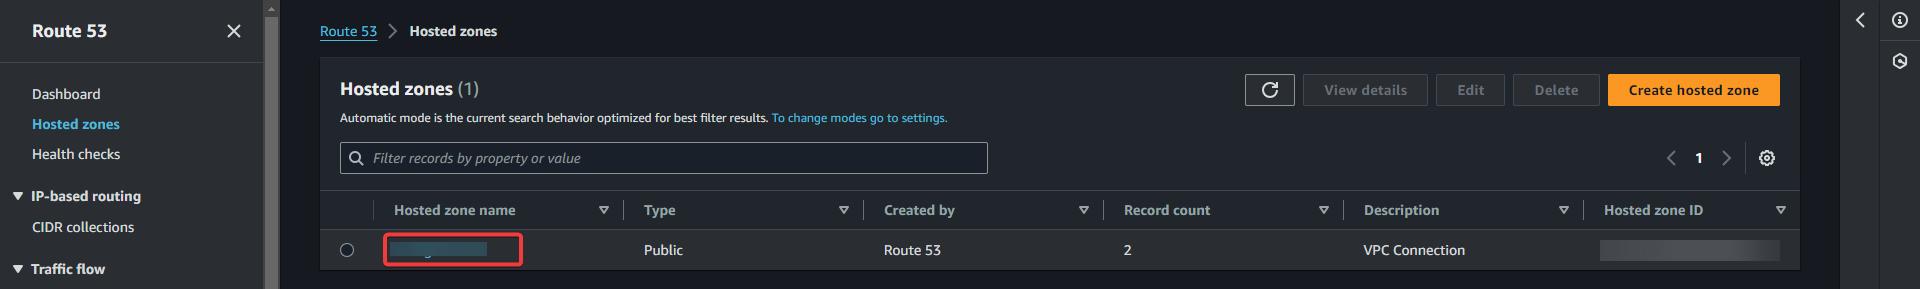 Route 53
Dashboard
Hosted zones
Health checks
IP-based routing
CIDR collections
Traffic flow
Route 53 Hosted zones
Hosted zones (1)
View details Edit Delete Create hosted zone
Automatic mode is the current search behavior optimized for best filter results. To change modes go to settings.
Filter records by property or value
1
Hosted zone name Type Created by Record count Description Hosted zone ID
Public Route 53 2 VPC Connection